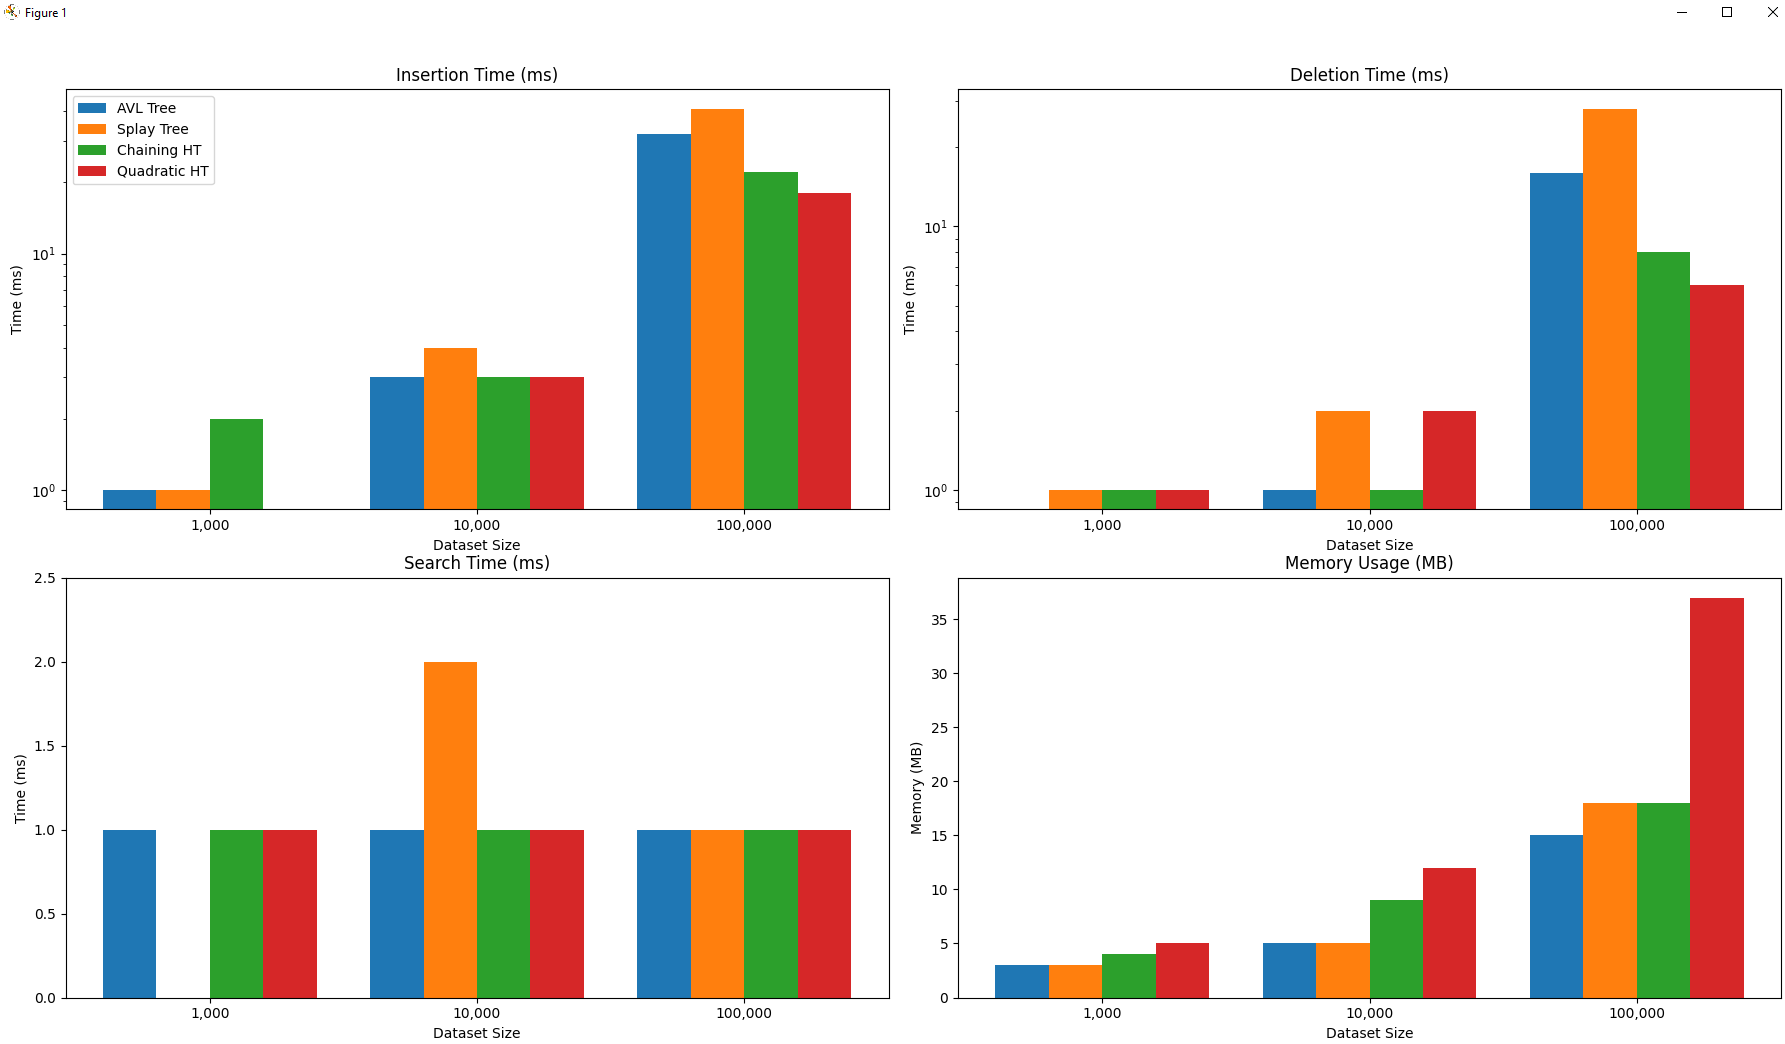 Figure 1
Insertion Time (ms)
AVL Tree
Splay Tree
Chaining HT
Quadratic HT
Time (ms)
10¹
10⁰
1,000
10,000
100,000
Dataset Size
Deletion Time (ms)
Time (ms)
10¹
10⁰
1,000
10,000
100,000
Dataset Size
Search Time (ms)
Time (ms)
2.5
2.0
1.5
1.0
0.5
0.0
1,000
10,000
100,000
Dataset Size
Memory Usage (MB)
Memory (MB)
35
30
25
20
15
10
5
0
1,000
10,000
100,000
Dataset Size